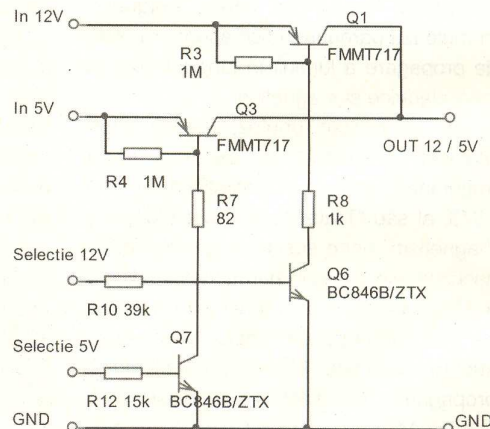 In 12V
Q1
R3
1M
FMMT717
In 5V
Q3
FMMT717
OUT 12 / 5V
R4 1M
R7
82
R8
1k
Selectie 12V
Q6
BC846B/ZTX
R10 39k
Selectie 5V
Q7
R12 15k
BC846B/ZTX
GND
GND